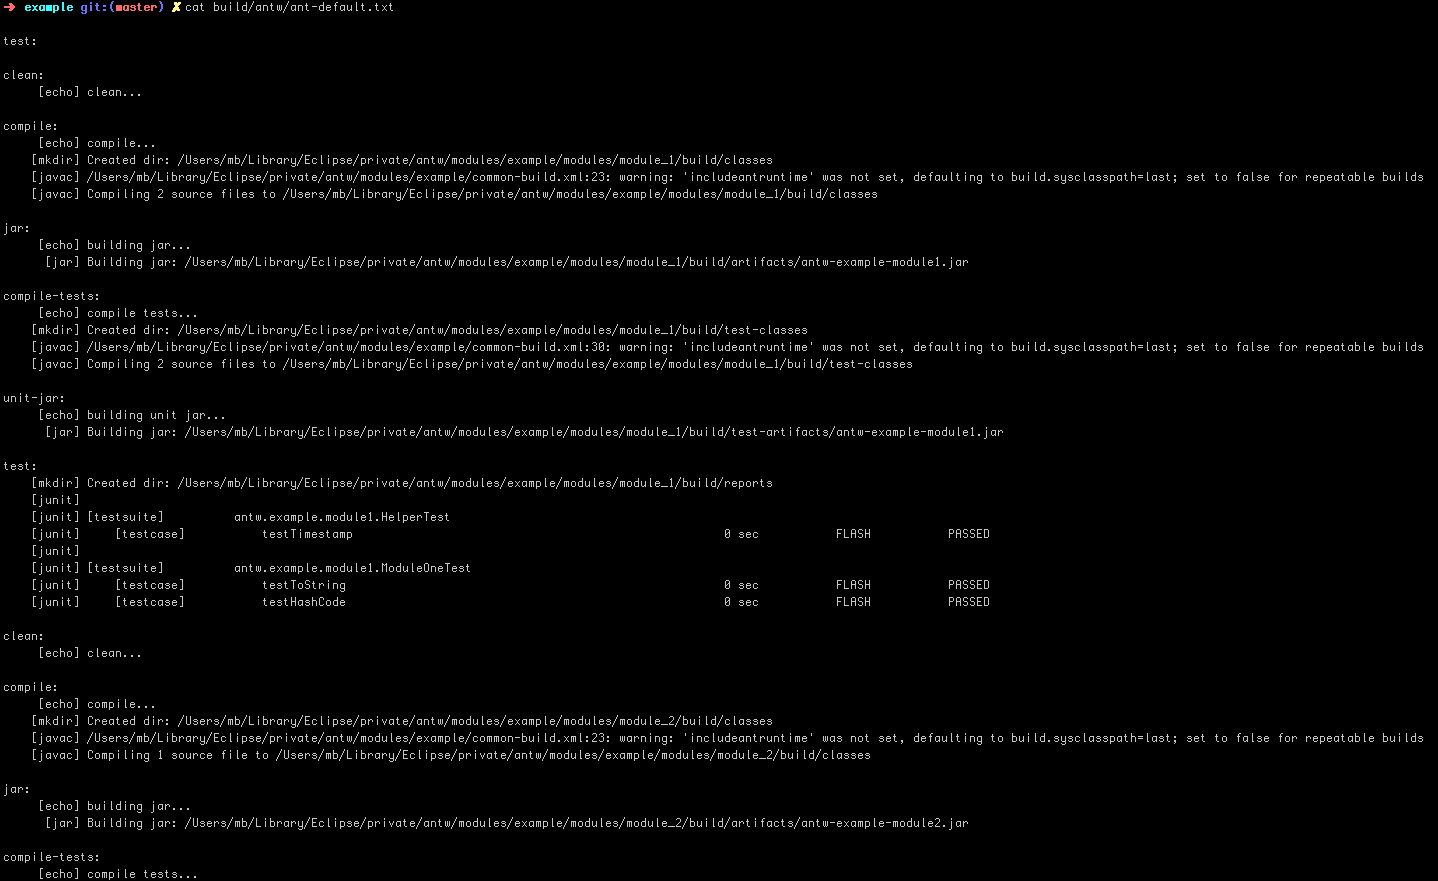 ➜ example git:(master) ✗ cat build/antw/ant-default.txt

test:

clean:
     [echo] clean...

compile:
     [echo] compile...
    [mkdir] Created dir: /Users/mb/Library/Eclipse/private/antw/modules/example/modules/module_1/build/classes
    [javac] /Users/mb/Library/Eclipse/private/antw/modules/example/common-build.xml:23: warning: 'includeantruntime' was not set, defaulting to build.sysclasspath=last; set to false for repeatable builds
    [javac] Compiling 2 source files to /Users/mb/Library/Eclipse/private/antw/modules/example/modules/module_1/build/classes

jar:
     [echo] building jar...
      [jar] Building jar: /Users/mb/Library/Eclipse/private/antw/modules/example/modules/module_1/build/artifacts/antw-example-module1.jar

compile-tests:
     [echo] compile tests...
    [mkdir] Created dir: /Users/mb/Library/Eclipse/private/antw/modules/example/modules/module_1/build/test-classes
    [javac] /Users/mb/Library/Eclipse/private/antw/modules/example/common-build.xml:30: warning: 'includeantruntime' was not set, defaulting to build.sysclasspath=last; set to false for repeatable builds
    [javac] Compiling 2 source files to /Users/mb/Library/Eclipse/private/antw/modules/example/modules/module_1/build/test-classes

unit-jar:
     [echo] building unit jar...
      [jar] Building jar: /Users/mb/Library/Eclipse/private/antw/modules/example/modules/module_1/build/test-artifacts/antw-example-module1.jar

test:
    [mkdir] Created dir: /Users/mb/Library/Eclipse/private/antw/modules/example/modules/module_1/build/reports
    [junit]
    [junit] [testsuite]          antw.example.module1.HelperTest
    [junit]     [testcase]           testTimestamp          0 sec           FLASH           PASSED
    [junit]
    [junit] [testsuite]          antw.example.module1.ModuleOneTest
    [junit]     [testcase]           testToString          0 sec           FLASH           PASSED
    [junit]     [testcase]           testHashCode          0 sec           FLASH           PASSED

clean:
     [echo] clean...

compile:
     [echo] compile...
    [mkdir] Created dir: /Users/mb/Library/Eclipse/private/antw/modules/example/modules/module_2/build/classes
    [javac] /Users/mb/Library/Eclipse/private/antw/modules/example/common-build.xml:23: warning: 'includeantruntime' was not set, defaulting to build.sysclasspath=last; set to false for repeatable builds
    [javac] Compiling 1 source file to /Users/mb/Library/Eclipse/private/antw/modules/example/modules/module_2/build/classes

jar:
     [echo] building jar...
      [jar] Building jar: /Users/mb/Library/Eclipse/private/antw/modules/example/modules/module_2/build/artifacts/antw-example-module2.jar

compile-tests:
     [echo] compile tests...